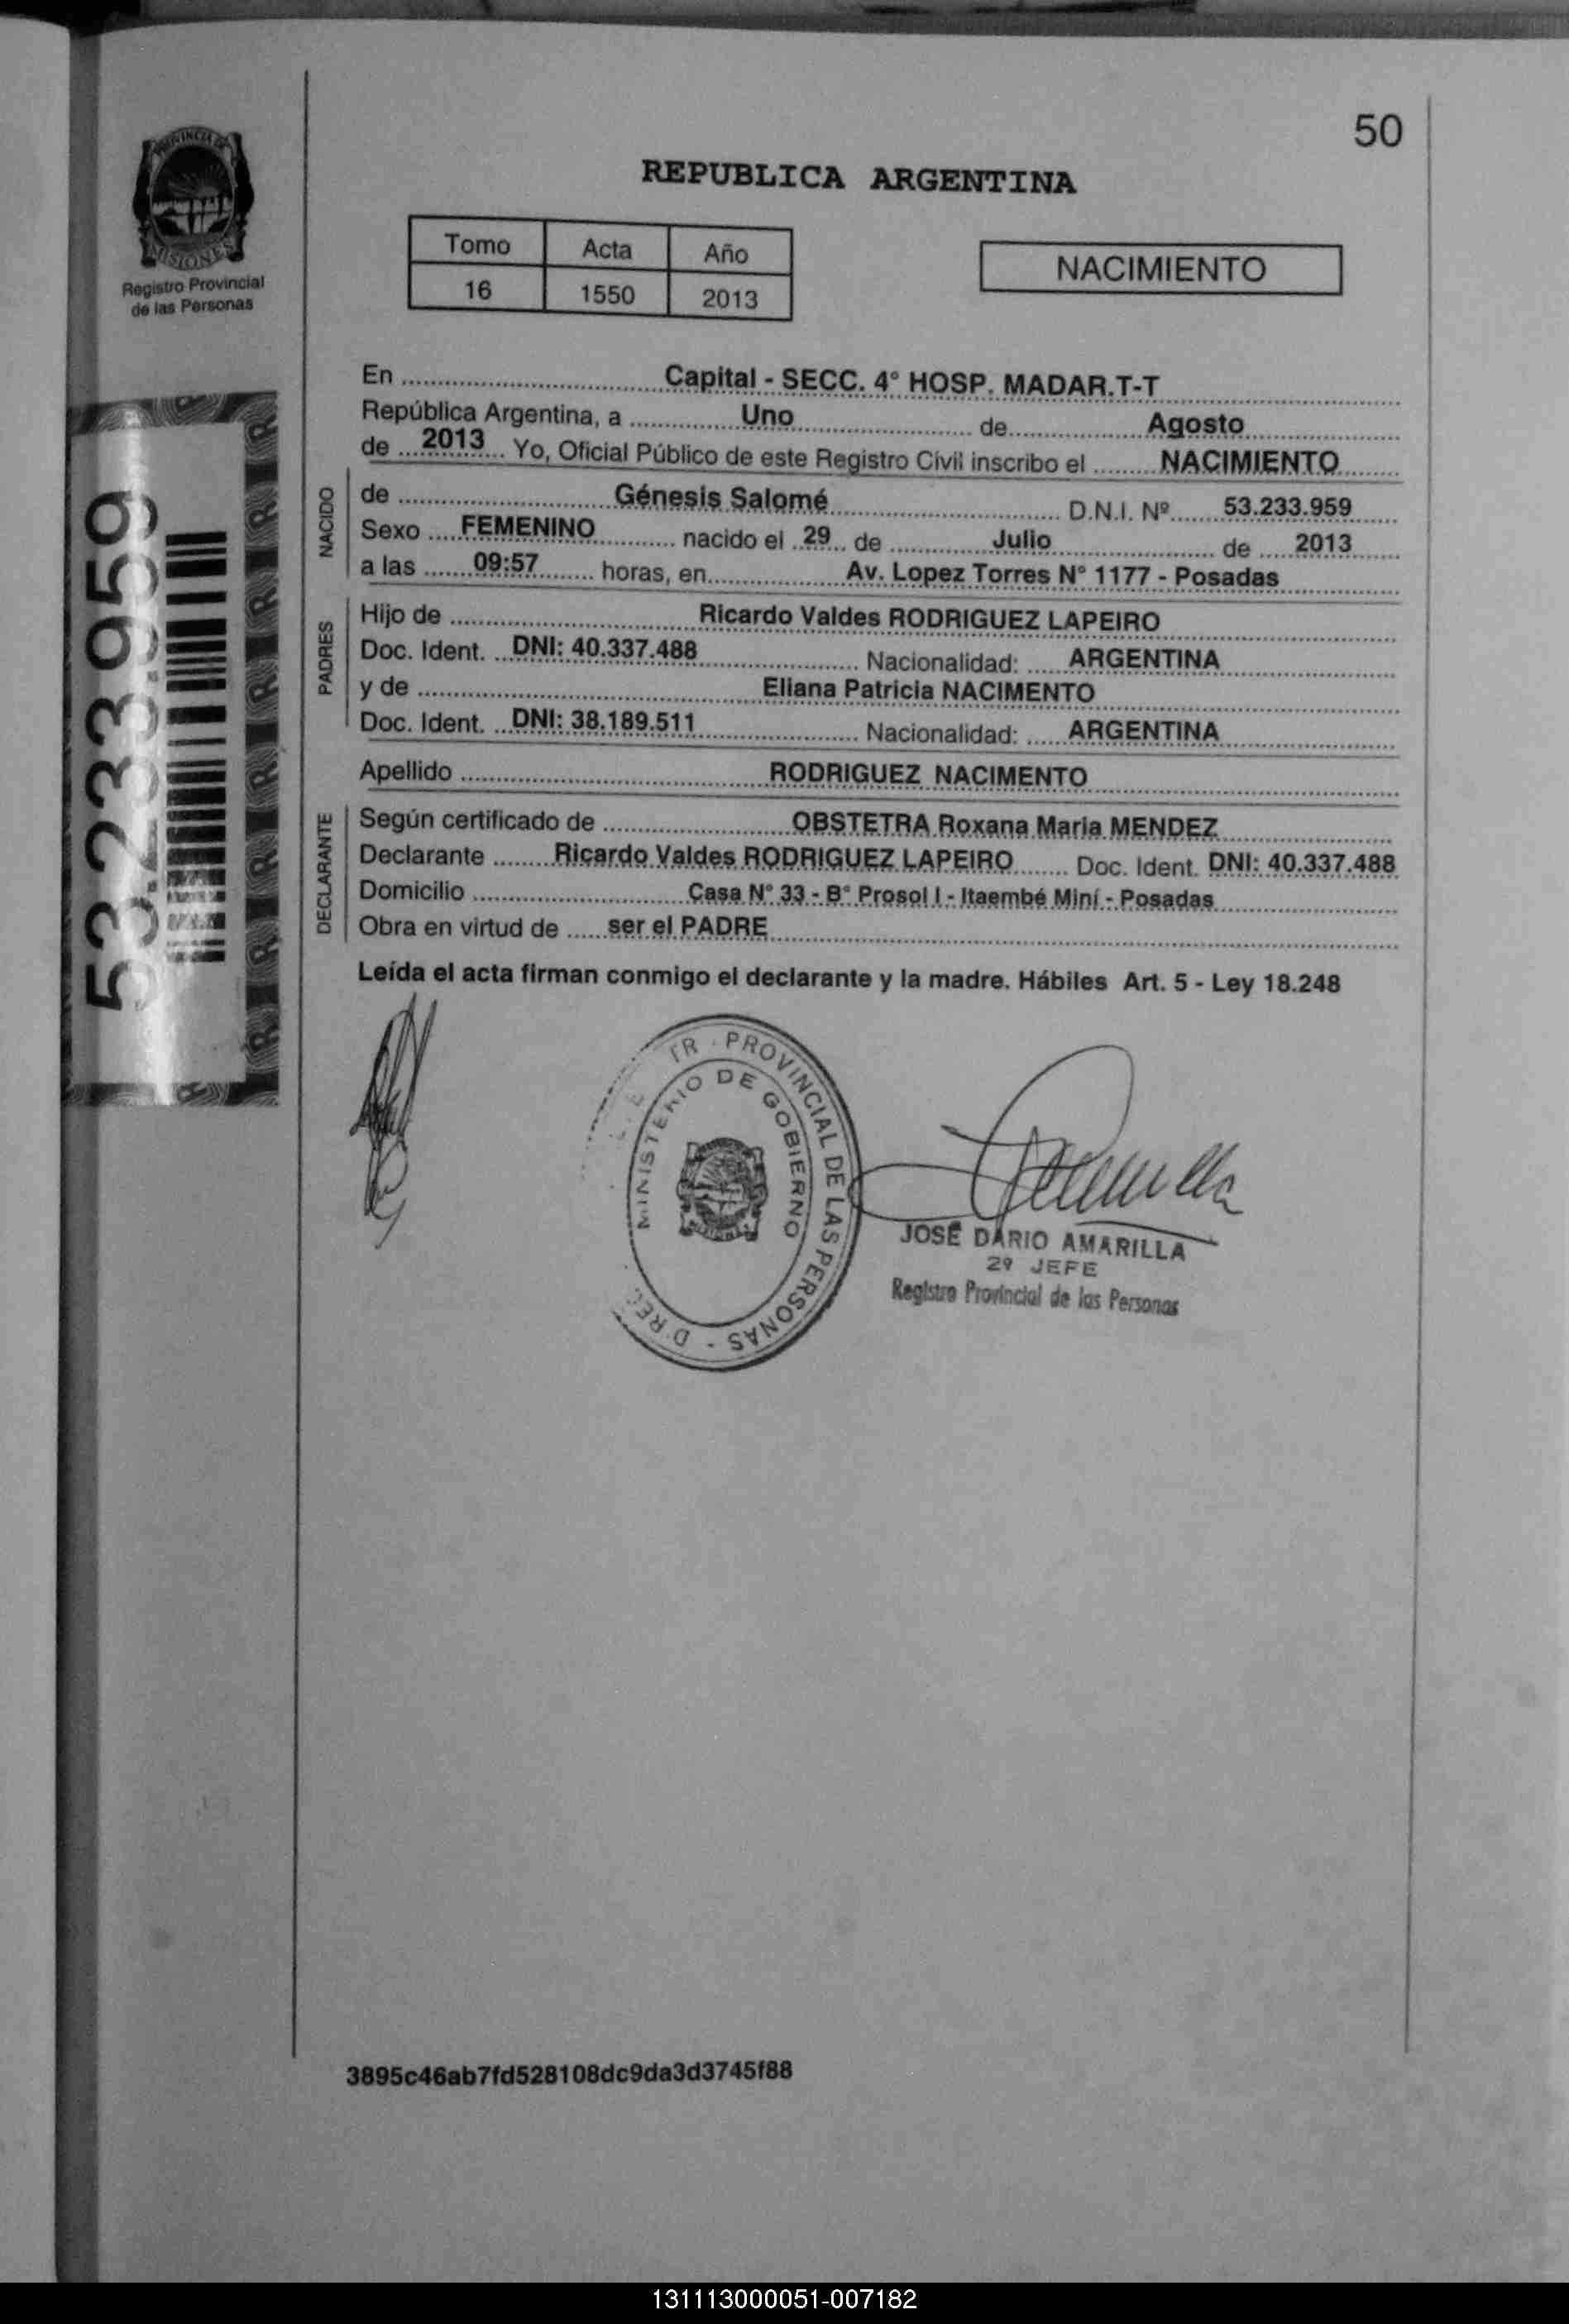 50
PROVINCIA DE
MISIONES
Registro Provincial
de las Personas
REPUBLICA ARGENTINA
Tomo Acta Año
16 1550 2013
NACIMIENTO
53.233.959
En Capital - SECC. 4° HOSP. MADAR.T-T
República Argentina, a Uno de Agosto
de 2013 Yo, Oficial Público de este Registro Civil inscribo el NACIMIENTO
NACIDO
de Génesis Salomé D.N.I. Nº 53.233.959
Sexo FEMENINO nacido el 29 de Julio de 2013
a las 09:57 horas, en Av. Lopez Torres N° 1177 - Posadas
PADRES
Hijo de Ricardo Valdes RODRIGUEZ LAPEIRO
Doc. Ident. DNI: 40.337.488 Nacionalidad: ARGENTINA
y de Eliana Patricia NACIMENTO
Doc. Ident. DNI: 38.189.511 Nacionalidad: ARGENTINA
Apellido RODRIGUEZ NACIMENTO
DECLARANTE
Según certificado de OBSTETRA Roxana Maria MENDEZ
Declarante Ricardo Valdes RODRIGUEZ LAPEIRO Doc. Ident. DNI: 40.337.488
Domicilio Casa N° 33 - B° Prosol I - Itaembé Miní - Posadas
Obra en virtud de ser el PADRE
Leída el acta firman conmigo el declarante y la madre. Hábiles Art. 5 - Ley 18.248
PROVINCIAL DE LAS PERSONAS
MINISTERIO DE GOBIERNO
JOSÉ DARIO AMARILLA
2º JEFE
Registro Provincial de las Personas
3895c46ab7fd528108dc9da3d3745f88
131113000051-007182